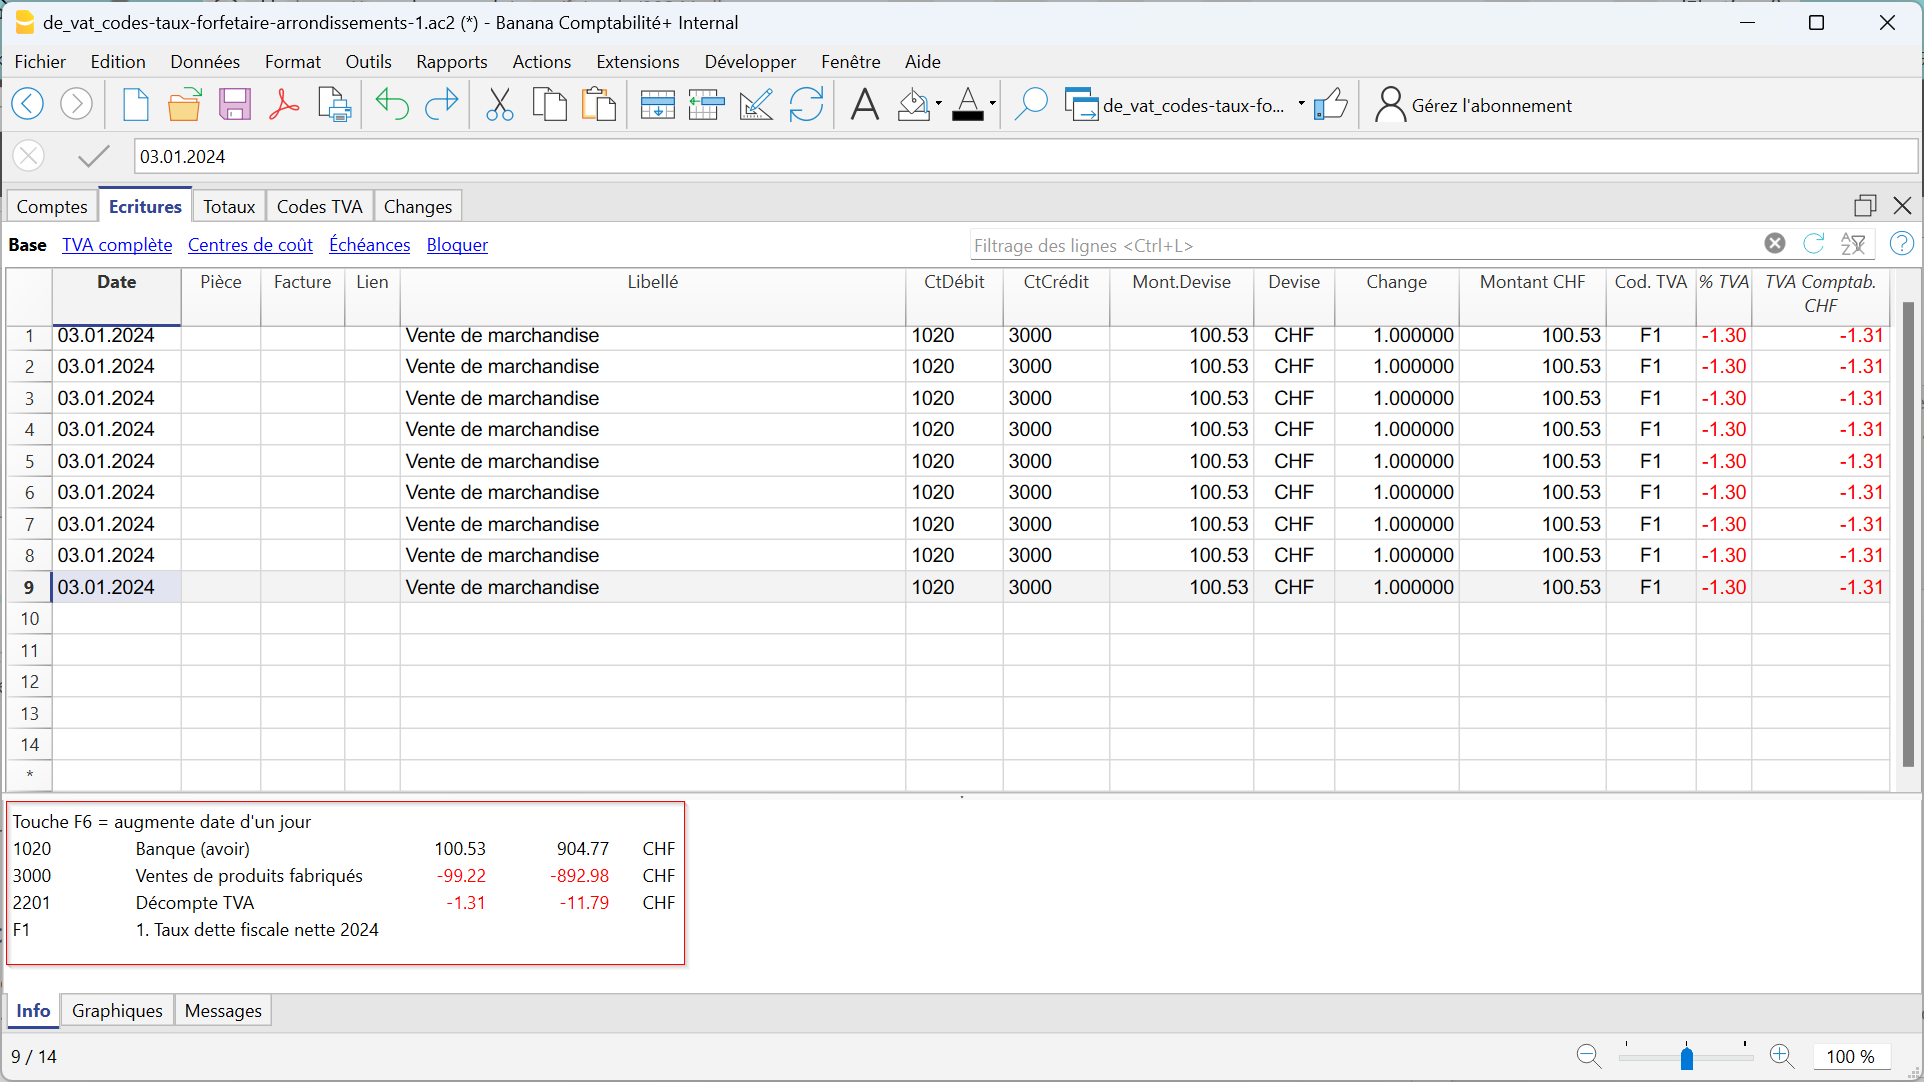 de_vat_codes-taux-forfetaire-arrondissements-1.ac2 (*) - Banana Comptabilité+ Internal
Fichier Edition Données Format Outils Rapports Actions Extensions Développer Fenêtre Aide
de_vat_codes-taux-fo... Gérez l'abonnement
03.01.2024
Comptes Ecritures Totaux Codes TVA Changes
Base TVA complète Centres de coût Échéances Bloquer Filtrage des lignes <Ctrl+L>
Date Pièce Facture Lien Libellé CtDébit CtCrédit Mont.Devise Devise Change Montant CHF Cod. TVA % TVA TVA Comptab. CHF
1 03.01.2024 Vente de marchandise 1020 3000 100.53 CHF 1.000000 100.53 F1 -1.30 -1.31
2 03.01.2024 Vente de marchandise 1020 3000 100.53 CHF 1.000000 100.53 F1 -1.30 -1.31
3 03.01.2024 Vente de marchandise 1020 3000 100.53 CHF 1.000000 100.53 F1 -1.30 -1.31
4 03.01.2024 Vente de marchandise 1020 3000 100.53 CHF 1.000000 100.53 F1 -1.30 -1.31
5 03.01.2024 Vente de marchandise 1020 3000 100.53 CHF 1.000000 100.53 F1 -1.30 -1.31
6 03.01.2024 Vente de marchandise 1020 3000 100.53 CHF 1.000000 100.53 F1 -1.30 -1.31
7 03.01.2024 Vente de marchandise 1020 3000 100.53 CHF 1.000000 100.53 F1 -1.30 -1.31
8 03.01.2024 Vente de marchandise 1020 3000 100.53 CHF 1.000000 100.53 F1 -1.30 -1.31
9 03.01.2024 Vente de marchandise 1020 3000 100.53 CHF 1.000000 100.53 F1 -1.30 -1.31
10
11
12
13
14
*
Touche F6 = augmente date d'un jour
1020 Banque (avoir) 100.53 904.77 CHF
3000 Ventes de produits fabriqués -99.22 -892.98 CHF
2201 Décompte TVA -1.31 -11.79 CHF
F1 1. Taux dette fiscale nette 2024
Info Graphiques Messages
9 / 14 100 %